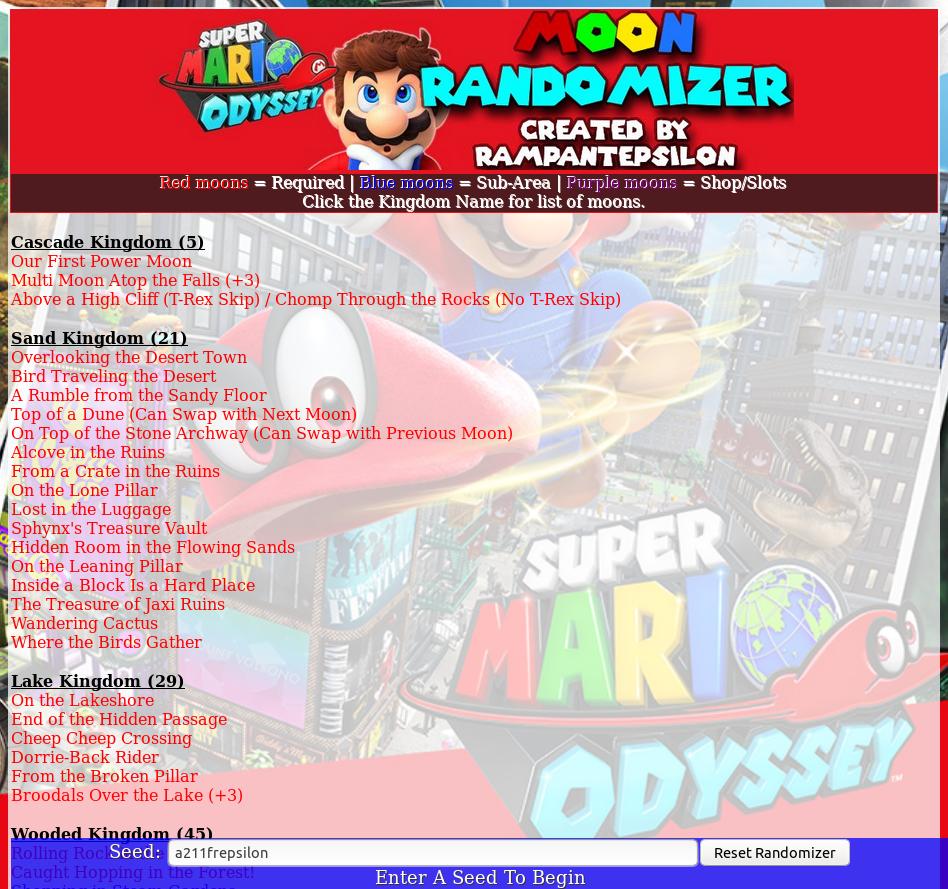 SUPER MARIO ODYSSEY
MOON
RANDOMIZER
CREATED BY
RAMPANTEPSILON
Red moons = Required | Blue moons = Sub-Area | Purple moons = Shop/Slots
Click the Kingdom Name for list of moons.
Cascade Kingdom (5)
Our First Power Moon
Multi Moon Atop the Falls (+3)
Above a High Cliff (T-Rex Skip) / Chomp Through the Rocks (No T-Rex Skip)
Sand Kingdom (21)
Overlooking the Desert Town
Bird Traveling the Desert
A Rumble from the Sandy Floor
Top of a Dune (Can Swap with Next Moon)
On Top of the Stone Archway (Can Swap with Previous Moon)
Alcove in the Ruins
From a Crate in the Ruins
On the Lone Pillar
Lost in the Luggage
Sphynx's Treasure Vault
Hidden Room in the Flowing Sands
On the Leaning Pillar
Inside a Block Is a Hard Place
The Treasure of Jaxi Ruins
Wandering Cactus
Where the Birds Gather
Lake Kingdom (29)
On the Lakeshore
End of the Hidden Passage
Cheep Cheep Crossing
Dorrie-Back Rider
From the Broken Pillar
Broodals Over the Lake (+3)
SUPER
MARIO
ODYSSEY™
Wooded Kingdom (45)
Rolling Rock
Caught Hopping in the Forest!
Seed: a211frepsilon Reset Randomizer
Enter A Seed To Begin